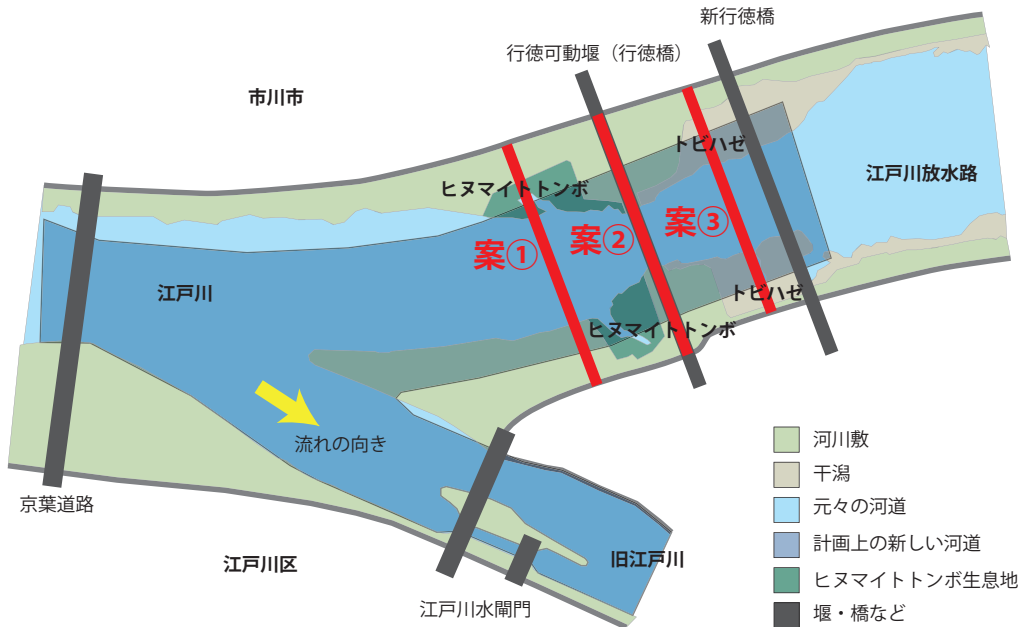 新行徳橋
行徳可動堰（行徳橋）
市川市
トビハゼ
江戸川放水路
ヒヌマイトトンボ
案①
案②
案③
江戸川
トビハゼ
ヒヌマイトトンボ
流れの向き
京葉道路
江戸川区
旧江戸川
江戸川水閘門
河川敷
干潟
元々の河道
計画上の新しい河道
ヒヌマイトトンボ生息地
堰・橋など